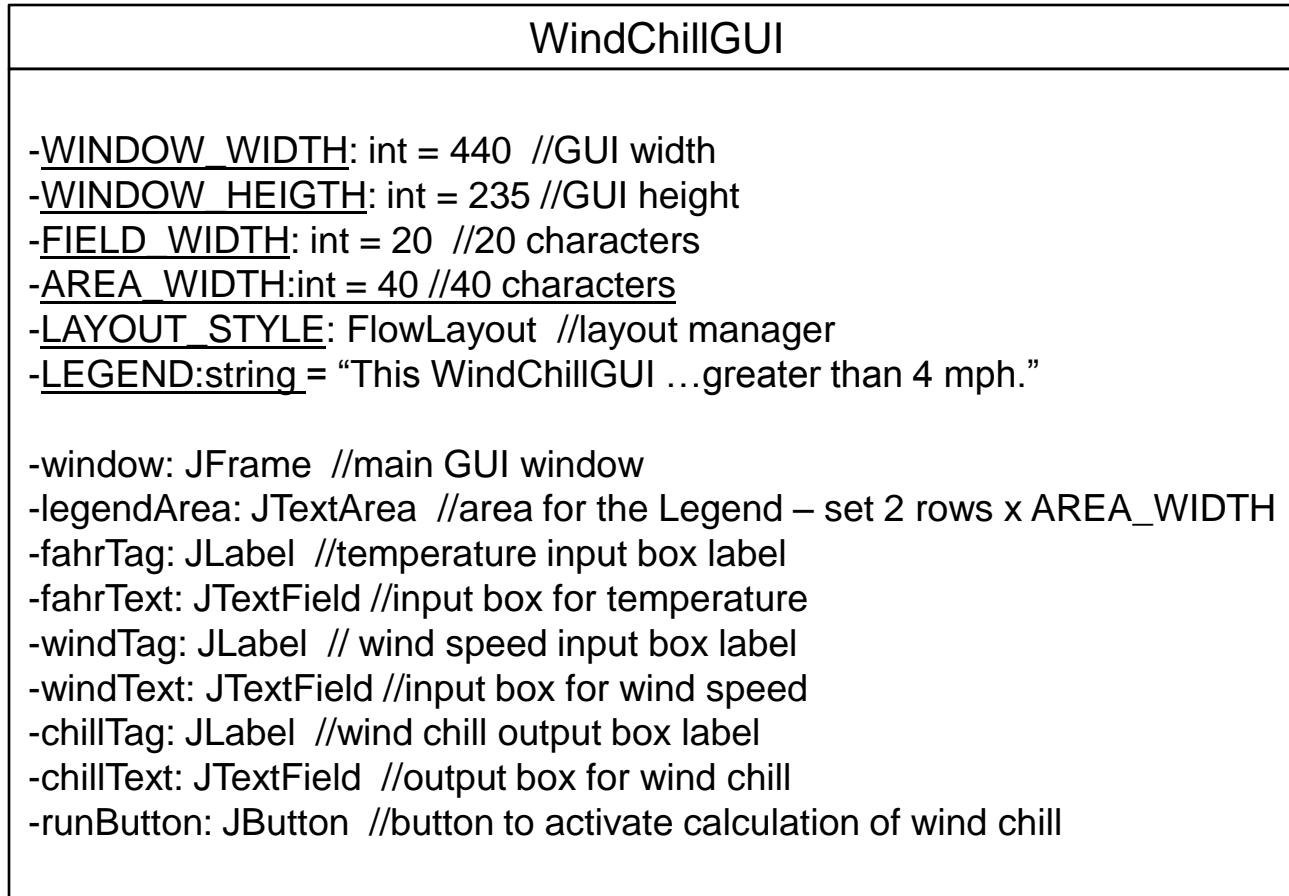 WindChillGUI
-WINDOW_WIDTH: int = 440 //GUI width
-WINDOW_HEIGTH: int = 235 //GUI height
-FIELD_WIDTH: int = 20 //20 characters
-AREA_WIDTH:int = 40 //40 characters
-LAYOUT_STYLE: FlowLayout //layout manager
-LEGEND:string = “This WindChillGUI …greater than 4 mph.”
-window: JFrame //main GUI window
-legendArea: JTextArea //area for the Legend – set 2 rows x AREA_WIDTH
-fahrTag: JLabel //temperature input box label
-fahrText: JTextField //input box for temperature
-windTag: JLabel // wind speed input box label
-windText: JTextField //input box for wind speed
-chillTag: JLabel //wind chill output box label
-chillText: JTextField //output box for wind chill
-runButton: JButton //button to activate calculation of wind chill